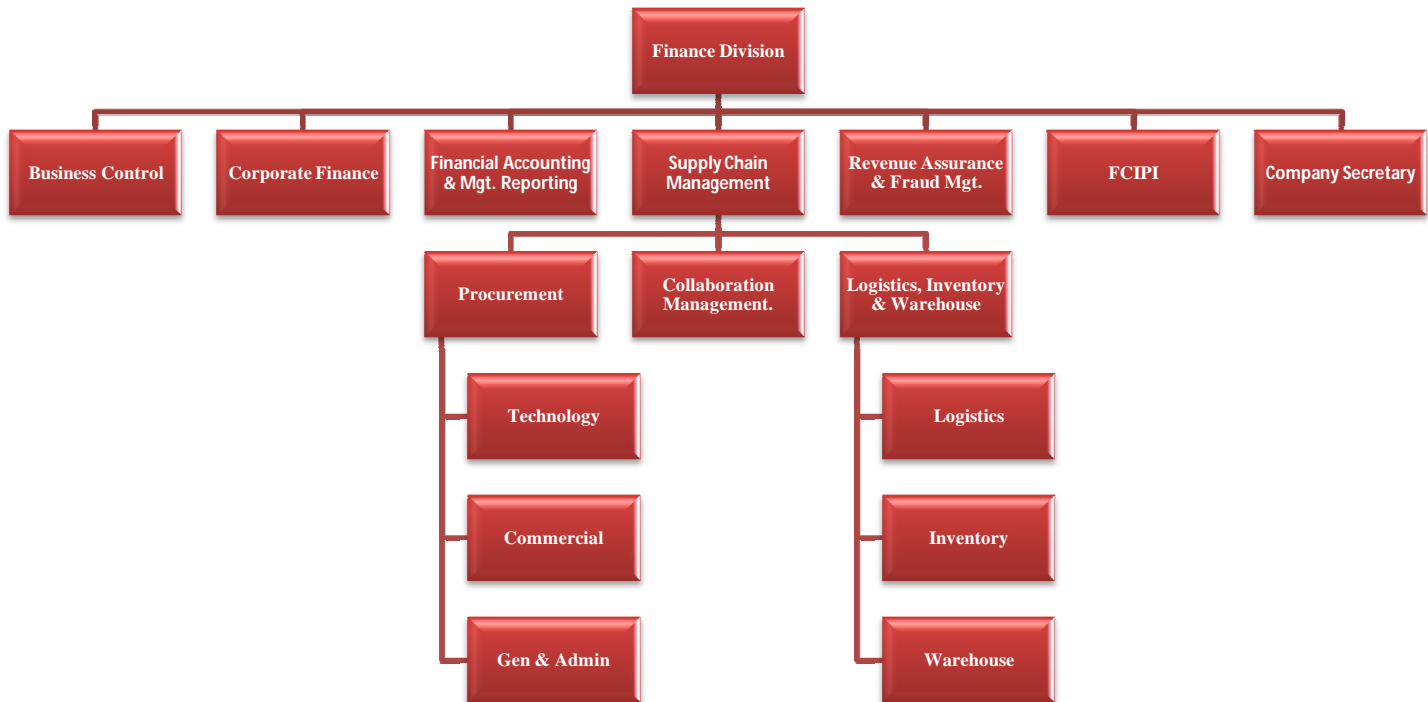 Finance Division
Business Control
Corporate Finance
Financial Accounting
& Mgt. Reporting
Supply Chain
Management
Revenue Assurance
& Fraud Mgt.
FCIPI
Company Secretary
Procurement
Collaboration
Management.
Logistics, Inventory
& Warehouse
Technology
Commercial
Gen & Admin
Logistics
Inventory
Warehouse